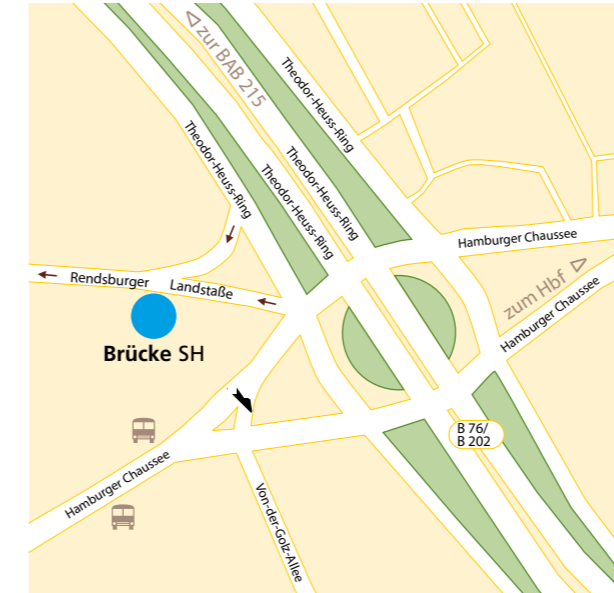 zur BAB 215
Theodor-Heuss-Ring
Theodor-Heuss-Ring
Theodor-Heuss-Ring
Theodor-Heuss-Ring
Hamburger Chaussee
zum Hbf
Hamburger Chaussee
Rendsburger Landstaße
Brücke SH
B 76/
B 202
Hamburger Chaussee
Von-der-Golz-Allee